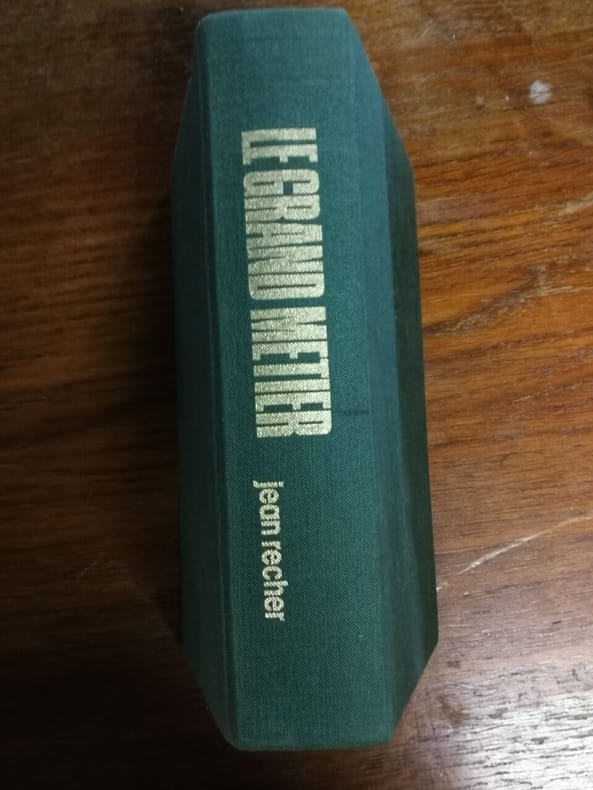 LE GRAND METIER
jean recher